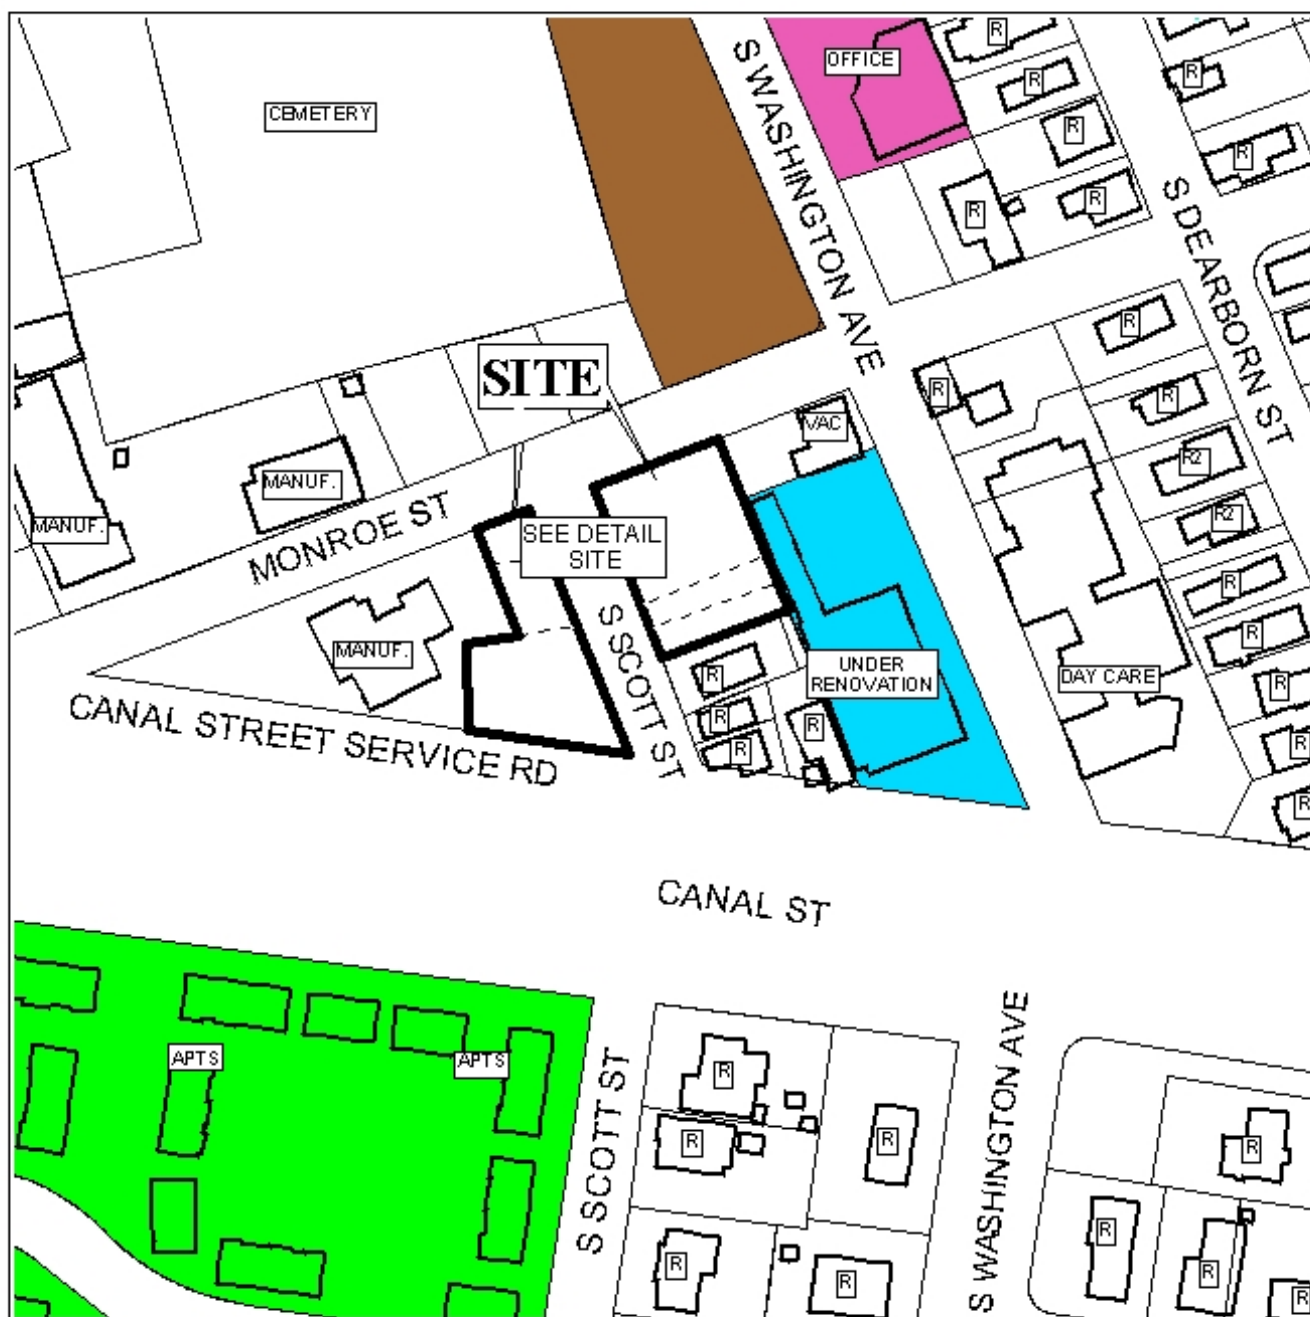 S WASHINGTON AVE
OFFICE
R
R
R
R
R
R
R
CEMETERY
S DEARBORN ST
SITE
R
R
VAC
R
R2
R2
MANUF.
MANUF.
MONROE ST
SEE DETAIL
SITE
R
R
MANUF.
S SCOTT ST
UNDER
RENOVATION
DAY CARE
R
R
R
R
R
R
R
CANAL STREET SERVICE RD
CANAL ST
APTS
APTS
S SCOTT ST
S WASHINGTON AVE
R
R
R
R
R
R
R
R
R